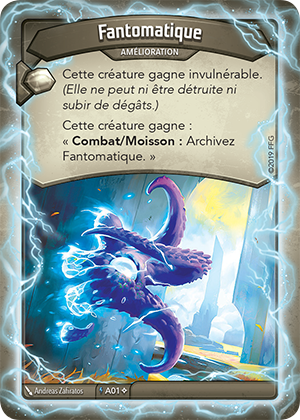 Fantomatique
AMÉLIORATION
Cette créature gagne invulnérable.
(Elle ne peut ni être détruite ni
subir de dégâts.)
Cette créature gagne :
« Combat/Moisson : Archivez
Fantomatique. »
©2019 FFG
Andreas Zafiratos
A01